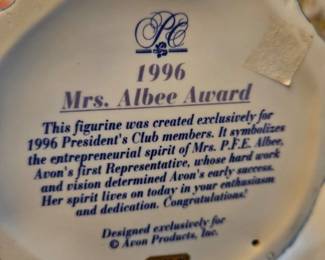 PC
1996
Mrs. Albee Award
This figurine was created exclusively for
1996 President's Club members. It symbolizes
the entrepreneurial spirit of Mrs. P.F.E. Albee,
Avon's first Representative, whose hard work
and vision determined Avon's early success.
Her spirit lives on today in your enthusiasm
and dedication. Congratulations!
Designed exclusively for
© Avon Products, Inc.